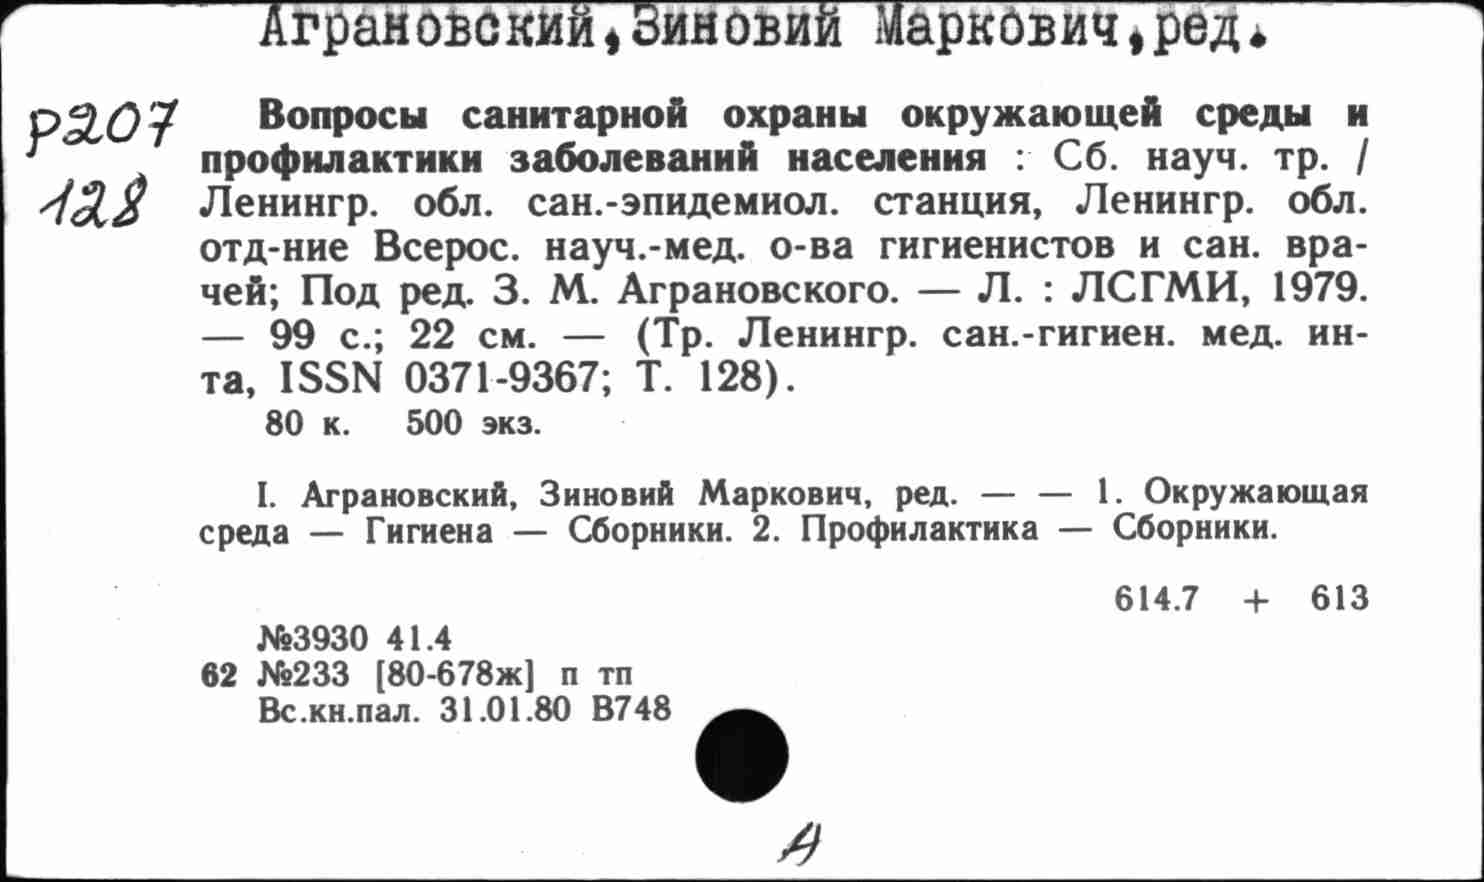 Аграновский,Зиновий Маркович,ред.
р207
128
Вопросы санитарной охраны окружающей среды и
профилактики заболеваний населения : Сб. науч. тр. /
Ленингр. обл. сан.-эпидемиол. станция, Ленингр. обл.
отд-ние Всерос. науч.-мед. о-ва гигиенистов и сан. вра-
чей; Под ред. З. М. Аграновского. — Л. : ЛСГМИ, 1979.
— 99 с.; 22 см. — (Тр. Ленингр. сан.-гигиен. мед. ин-
та, ISSN 0371-9367; Т. 128).
80 к. 500 экз.
I. Аграновский, Зиновий Маркович, ред. — — 1. Окружающая
среда — Гигиена — Сборники. 2. Профилактика — Сборники.
614.7 + 613
№3930 41.4
62 №233 [80-678ж] п тп
Вс.кн.пал. 31.01.80 В748
А